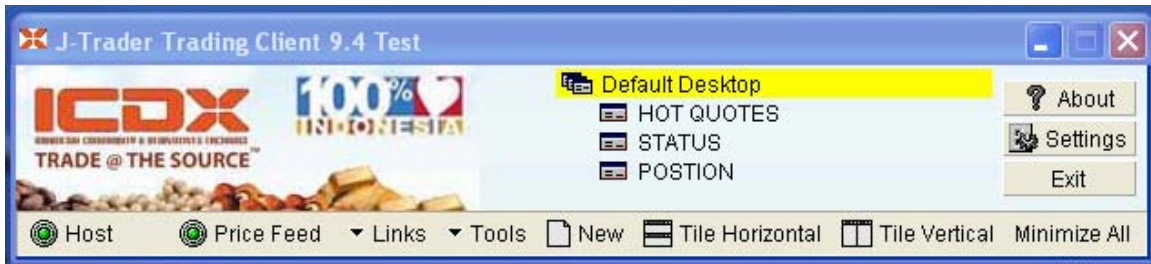 J-Trader Trading Client 9.4 Test
ICDX
TRADE @ THE SOURCE™
100%
INDONESIA
Default Desktop
HOT QUOTES
STATUS
POSTION
About
Settings
Exit
Host Price Feed Links Tools New Tile Horizontal Tile Vertical Minimize All